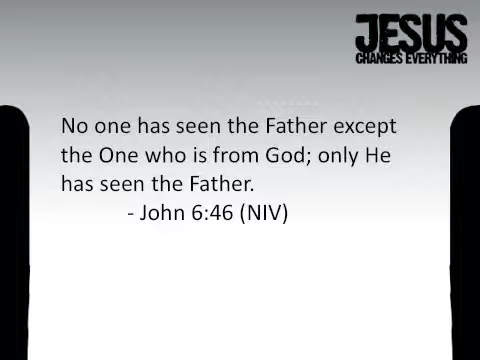 JESUS
CHANGES EVERYTHING
No one has seen the Father except
the One who is from God; only He
has seen the Father.
- John 6:46 (NIV)